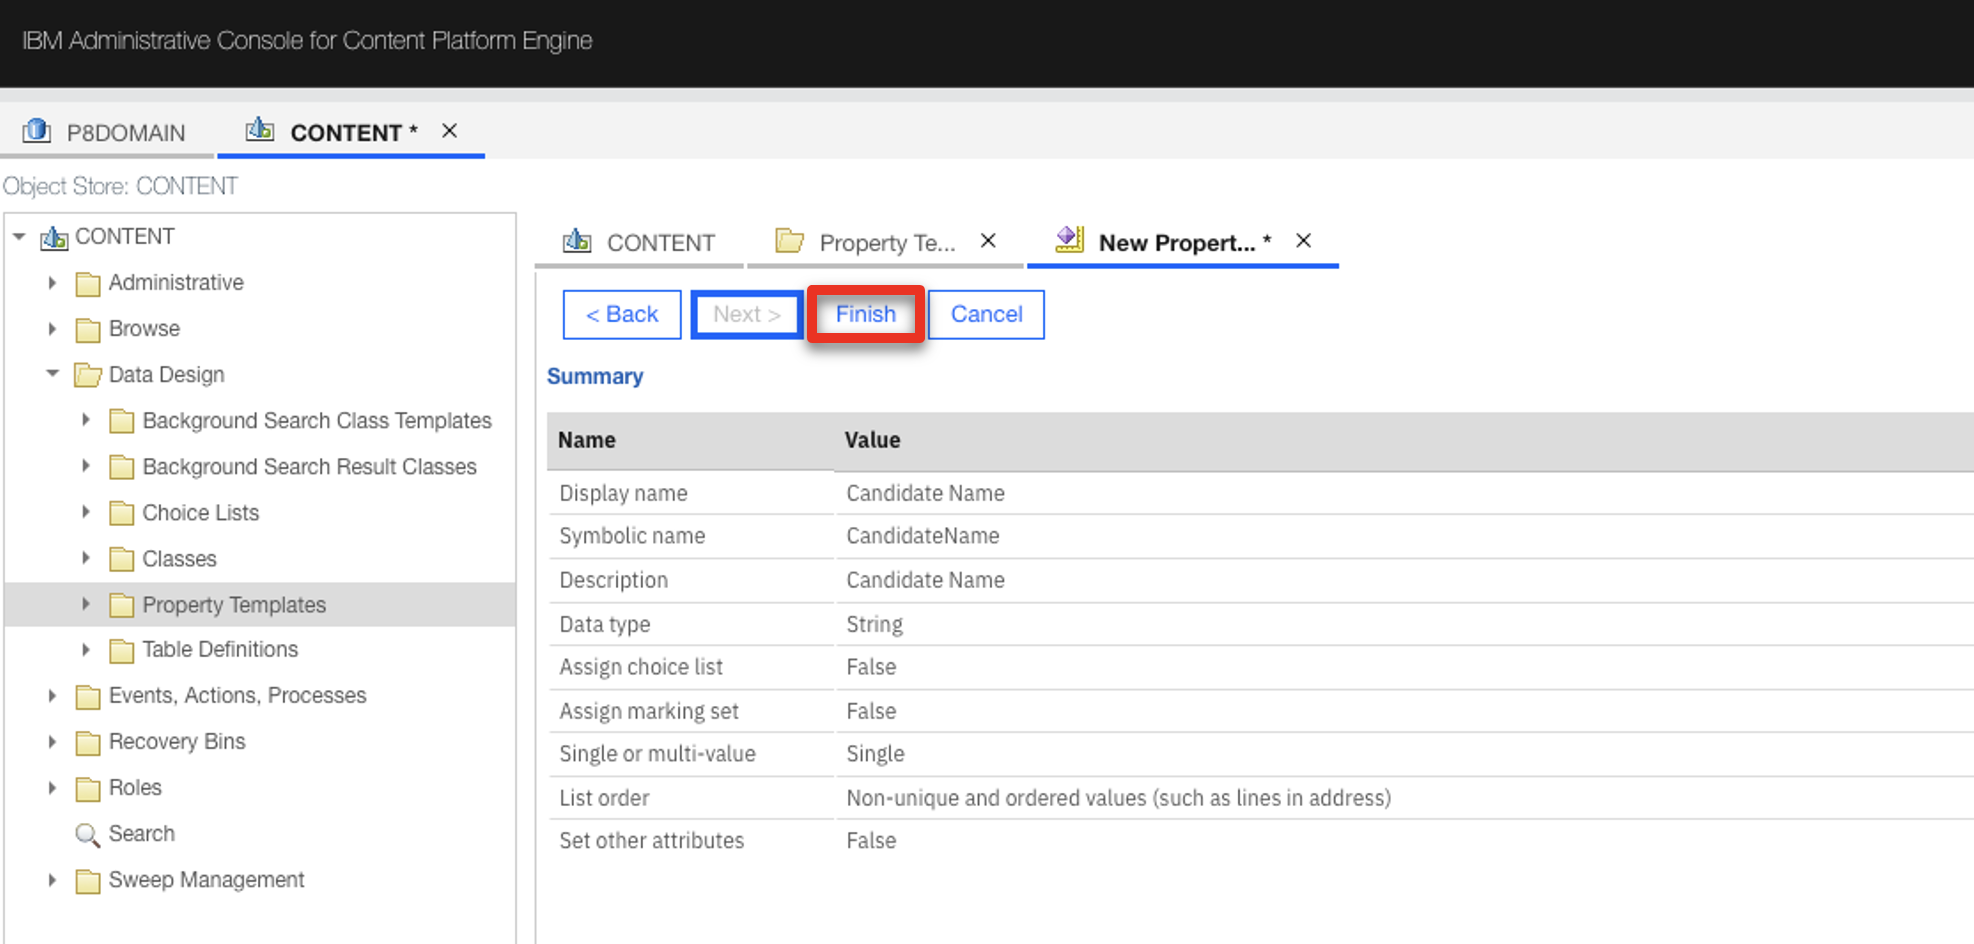 IBM Administrative Console for Content Platform Engine
P8DOMAIN
CONTENT *
Object Store: CONTENT
CONTENT
Administrative
Browse
Data Design
Background Search Class Templates
Background Search Result Classes
Choice Lists
Classes
Property Templates
Table Definitions
Events, Actions, Processes
Recovery Bins
Roles
Search
Sweep Management
CONTENT
Property Te...
New Propert... *
< Back
Next >
Finish
Cancel
Summary
Name Value
Display name Candidate Name
Symbolic name CandidateName
Description Candidate Name
Data type String
Assign choice list False
Assign marking set False
Single or multi-value Single
List order Non-unique and ordered values (such as lines in address)
Set other attributes False